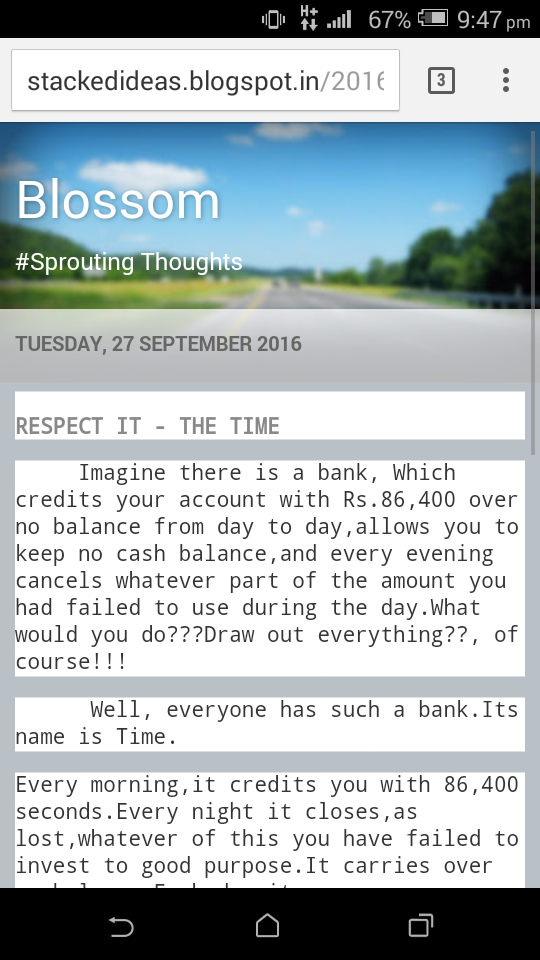 H+ 67% 9:47 pm
stackedideas.blogspot.in/2016
3
Blossom
#Sprouting Thoughts
TUESDAY, 27 SEPTEMBER 2016
RESPECT IT - THE TIME
Imagine there is a bank, Which
credits your account with Rs.86,400 over
no balance from day to day,allows you to
keep no cash balance,and every evening
cancels whatever part of the amount you
had failed to use during the day.What
would you do???Draw out everything??, of
course!!!
Well, everyone has such a bank.Its
name is Time.
Every morning,it credits you with 86,400
seconds.Every night it closes,as
lost,whatever of this you have failed to
invest to good purpose.It carries over